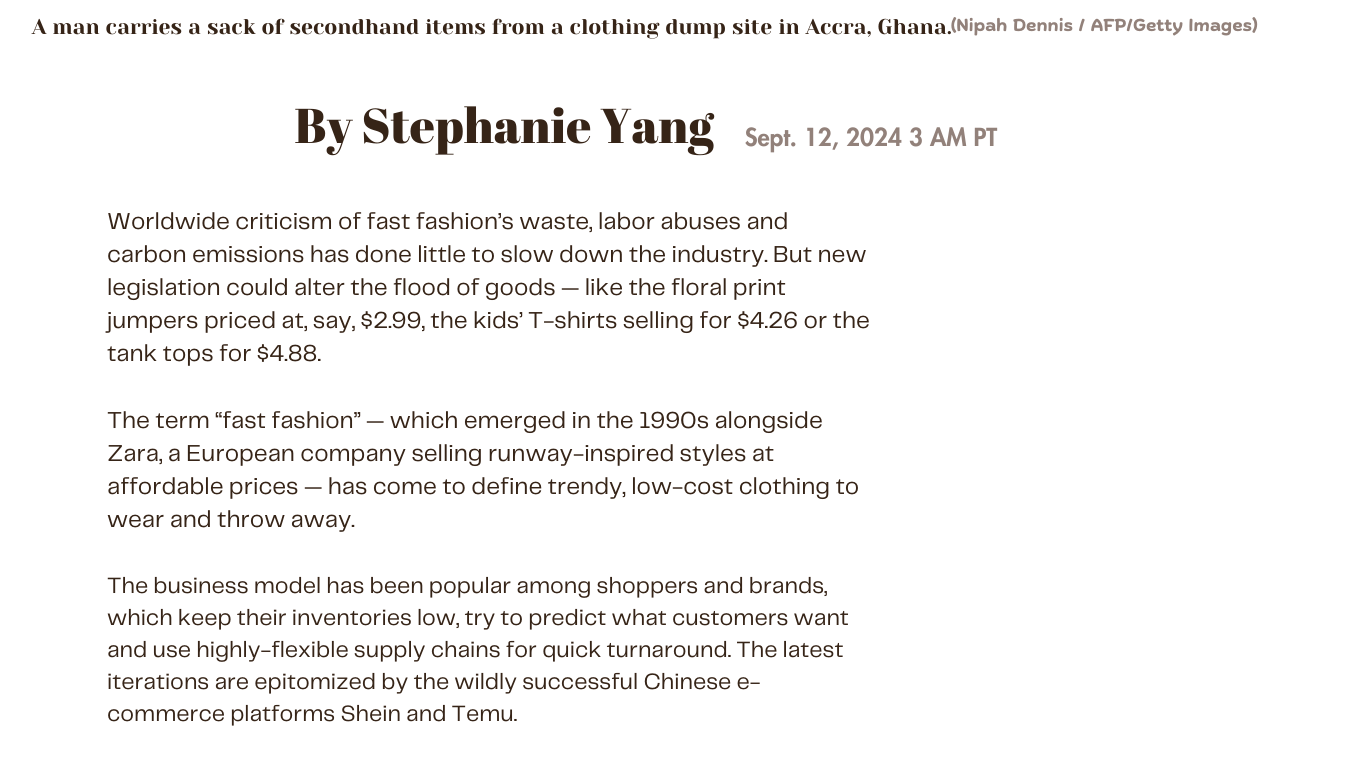 A man carries a sack of secondhand items from a clothing dump site in Accra, Ghana.(Nipah Dennis / AFP/Getty Images)
By Stephanie Yang Sept. 12, 2024 3 AM PT
Worldwide criticism of fast fashion’s waste, labor abuses and
carbon emissions has done little to slow down the industry. But new
legislation could alter the flood of goods — like the floral print
jumpers priced at, say, $2.99, the kids’ T-shirts selling for $4.26 or the
tank tops for $4.88.
The term “fast fashion” — which emerged in the 1990s alongside
Zara, a European company selling runway-inspired styles at
affordable prices — has come to define trendy, low-cost clothing to
wear and throw away.
The business model has been popular among shoppers and brands,
which keep their inventories low, try to predict what customers want
and use highly-flexible supply chains for quick turnaround. The latest
iterations are epitomized by the wildly successful Chinese e-
commerce platforms Shein and Temu.